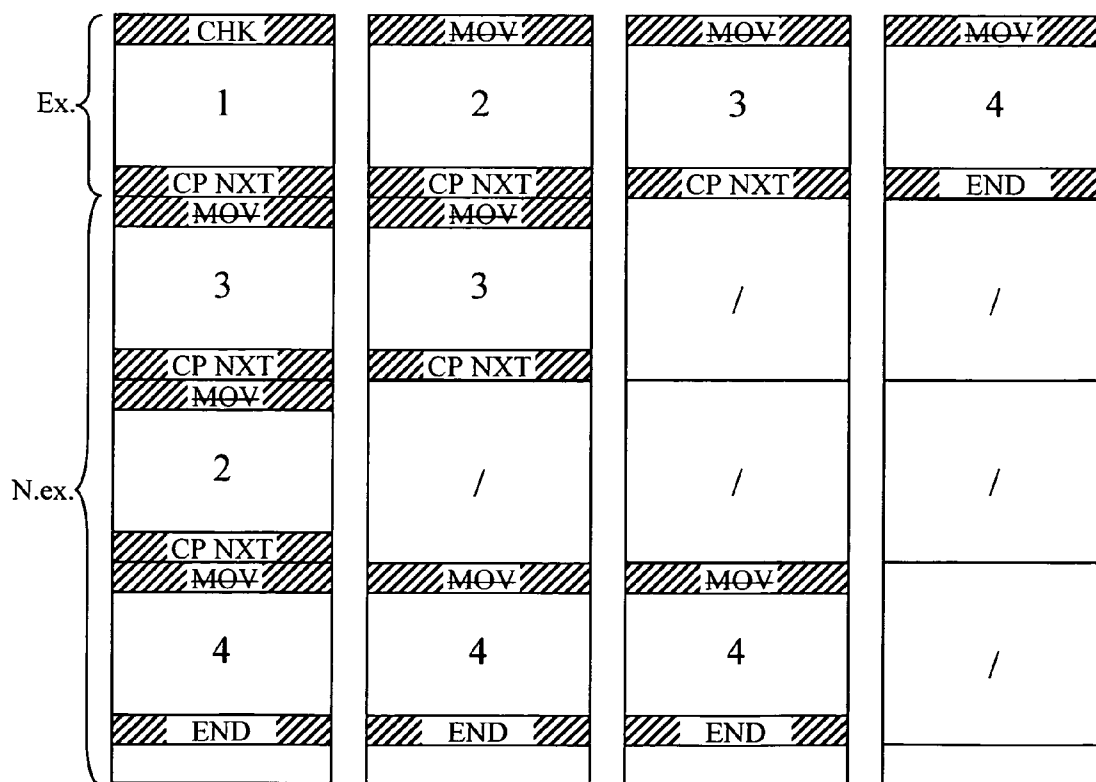 CHK MOV MOV MOV
Ex. 1 2 3 4
CP NXT CP NXT CP NXT END
MOV MOV
3 3 / /
CP NXT CP NXT
MOV
N.ex. 2 / / /
CP NXT
MOV MOV MOV
4 4 4 /
END END END